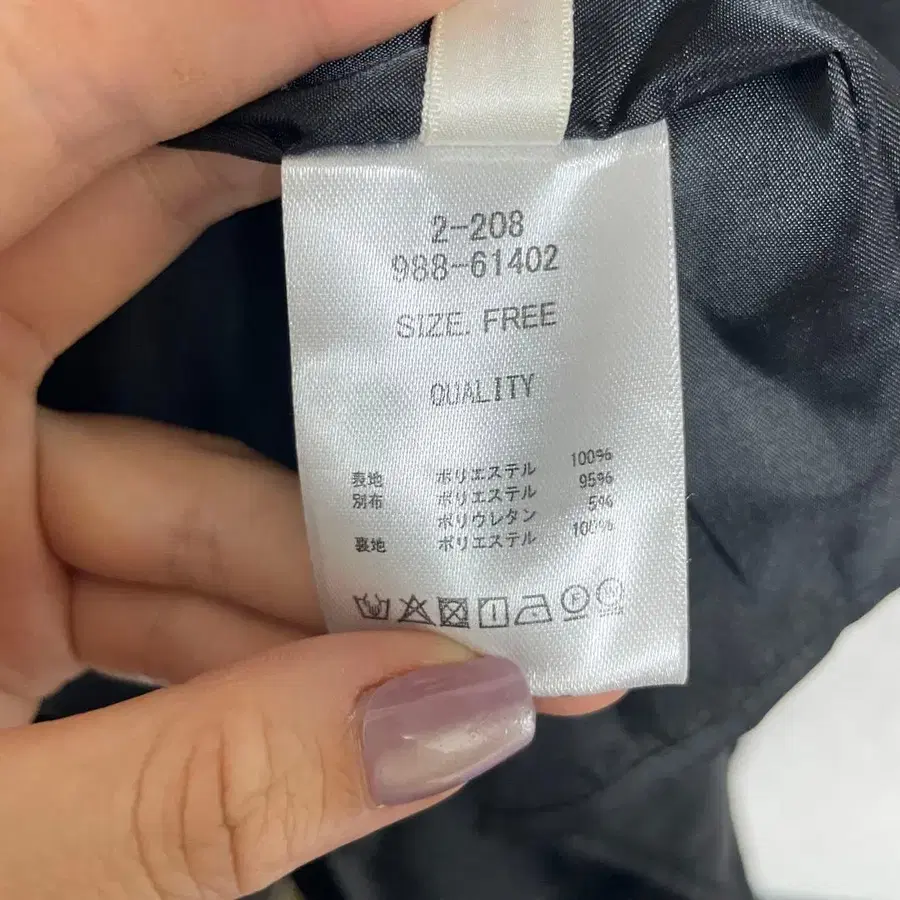 2-208
988-61402
SIZE. FREE
QUALITY
表地 ポリエステル 100%
別布 ポリエステル 95%
ポリウレタン 5%
裏地 ポリエステル 100%